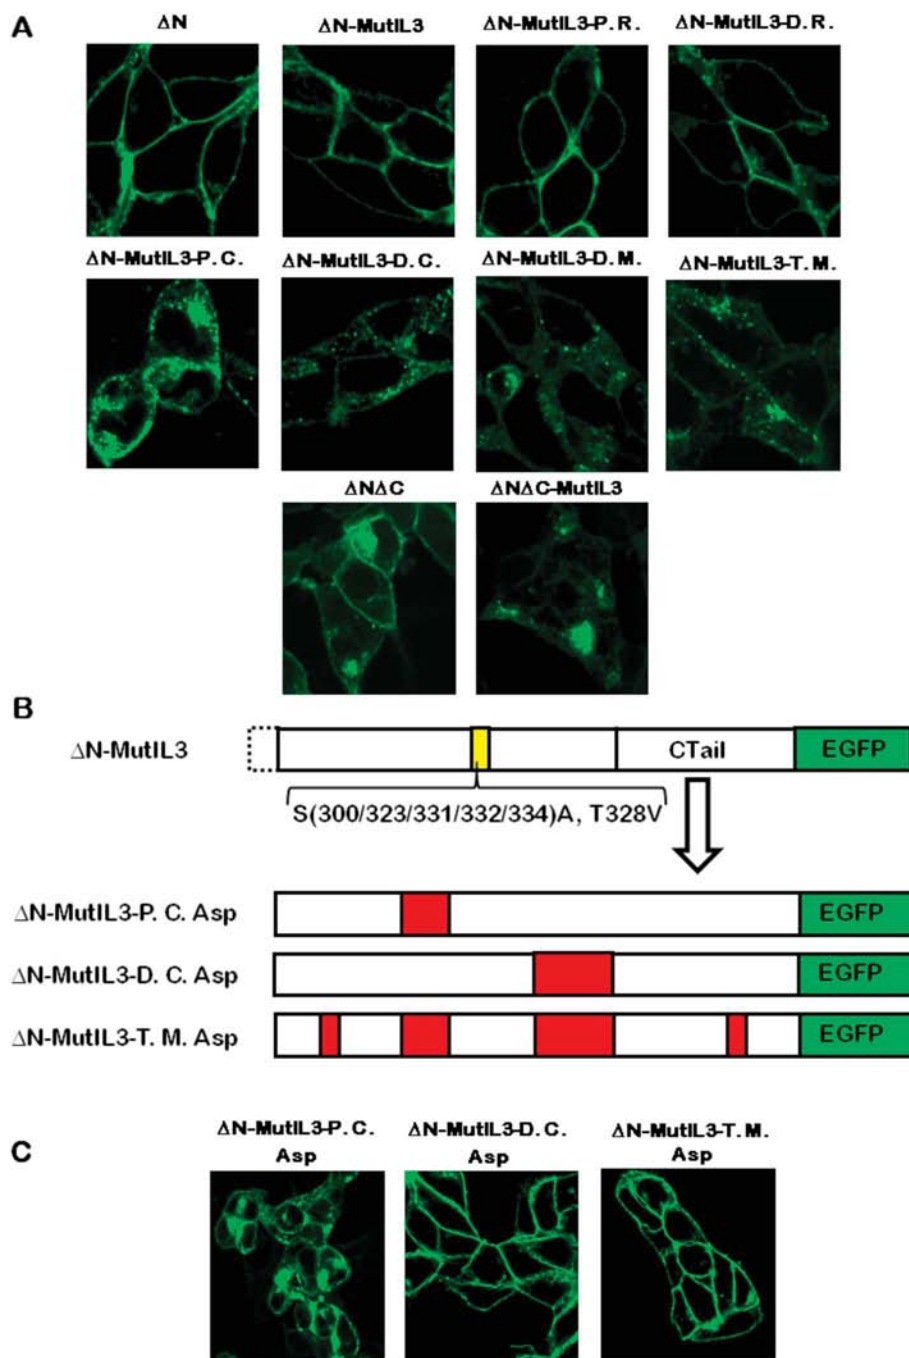 A
ΔN ΔN-MutIL3 ΔN-MutIL3-P.R. ΔN-MutIL3-D.R.
ΔN-MutIL3-P.C. ΔN-MutIL3-D.C. ΔN-MutIL3-D.M. ΔN-MutIL3-T.M.
ΔNΔC ΔNΔC-MutIL3
B
ΔN-MutIL3 CTail EGFP
S(300/323/331/332/334)A, T328V
ΔN-MutIL3-P. C. Asp EGFP
ΔN-MutIL3-D. C. Asp EGFP
ΔN-MutIL3-T. M. Asp EGFP
C
ΔN-MutIL3-P.C. ΔN-MutIL3-D.C. ΔN-MutIL3-T.M.
Asp Asp Asp